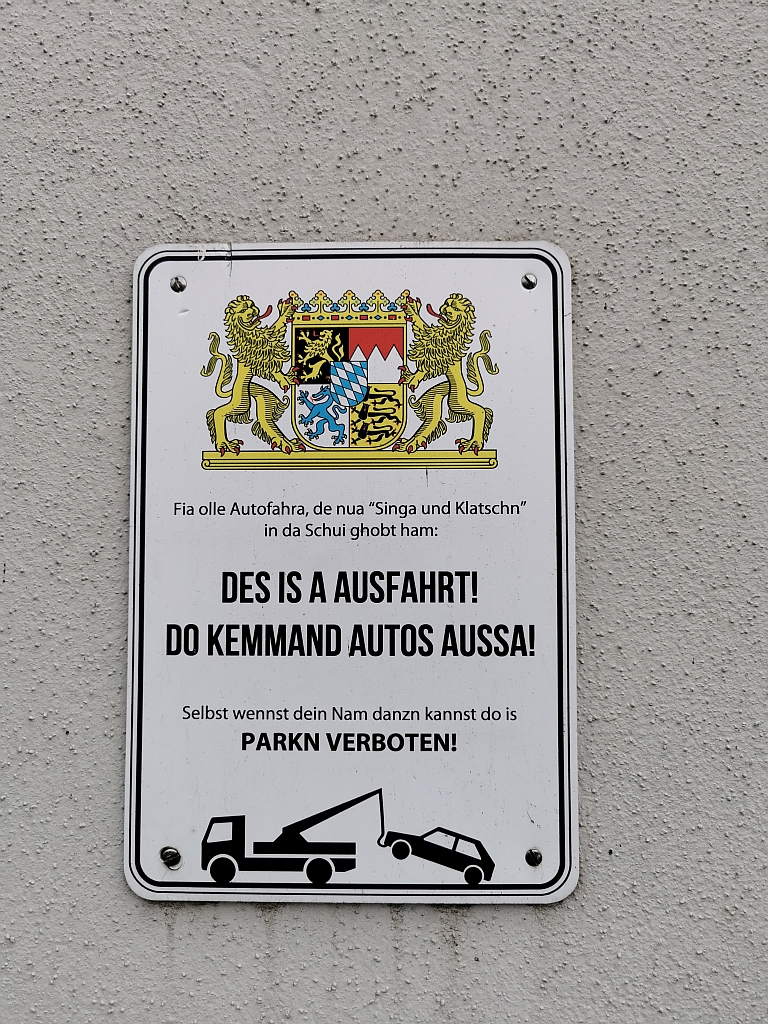 Fia olle Autofahra, de nua “Singa und Klatschn”
in da Schui ghobt ham:
DES IS A AUSFAHRT!
DO KEMMAND AUTOS AUSSA!
Selbst wennst dein Nam danzn kannst do is
PARKN VERBOTEN!